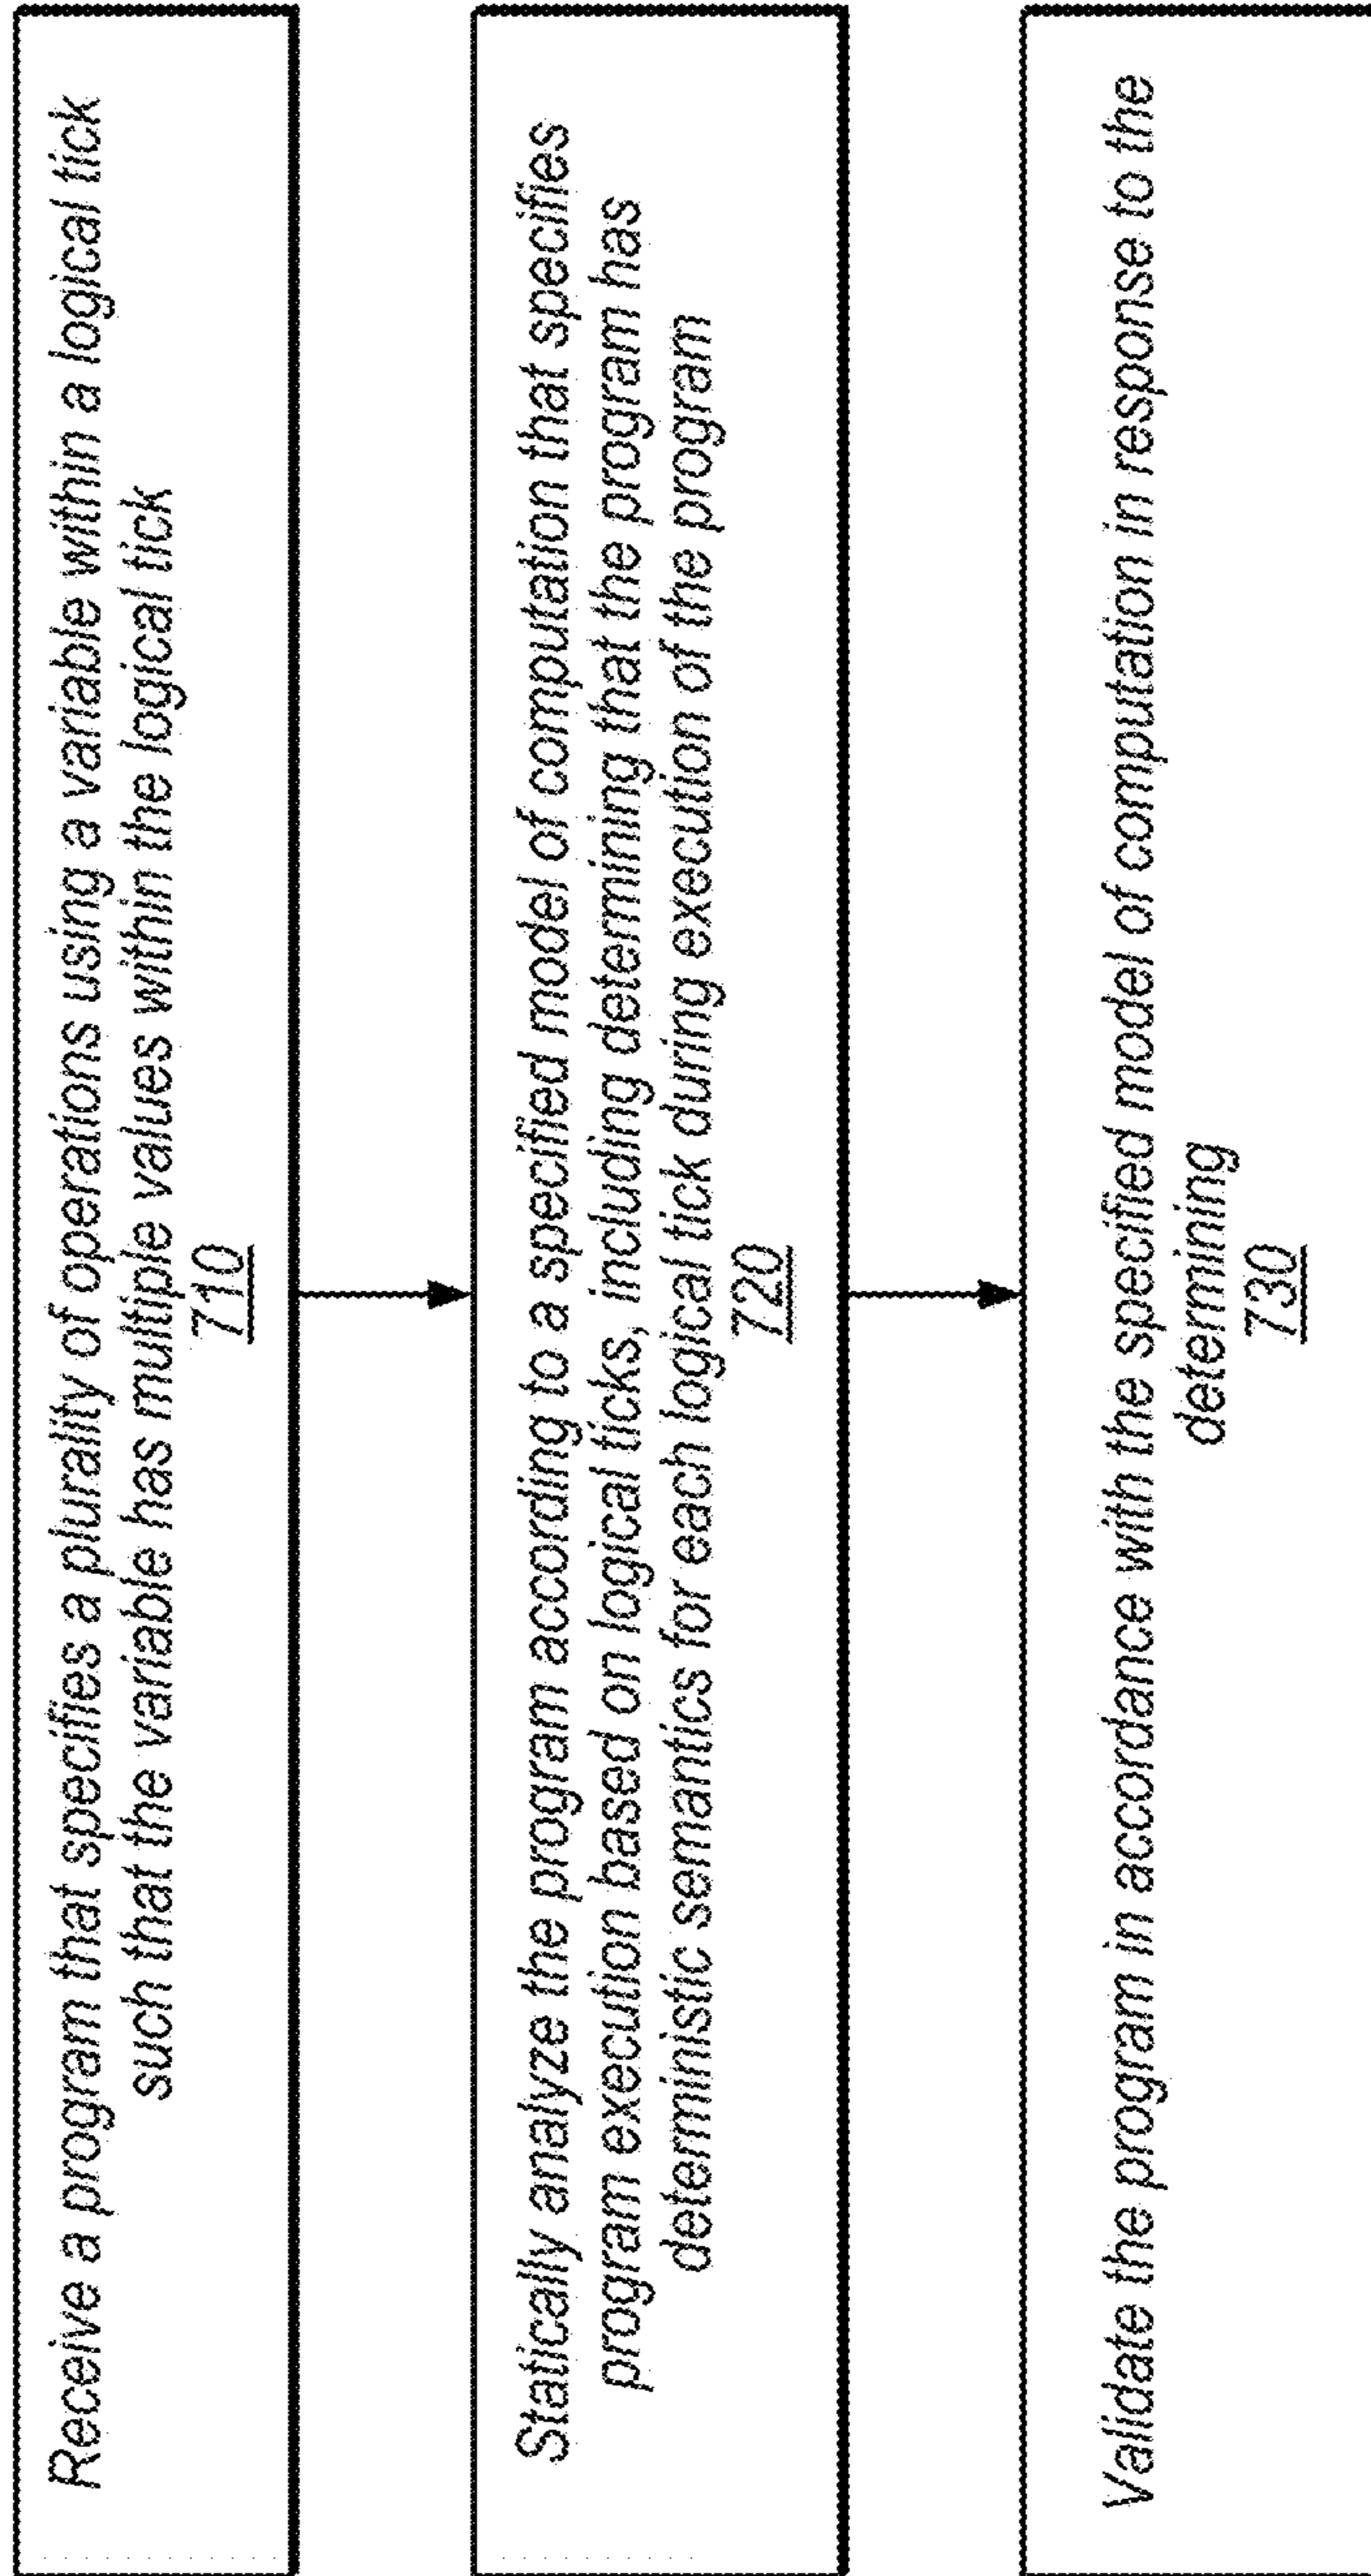 Receive a program that specifies a plurality of operations using a variable within a logical tick
such that the variable has multiple values within the logical tick
710
Statically analyze the program according to a specified model of computation that specifies
program execution based on logical ticks, including determining that the program has
deterministic semantics for each logical tick during execution of the program
720
Validate the program in accordance with the specified model of computation in response to the
determining
730